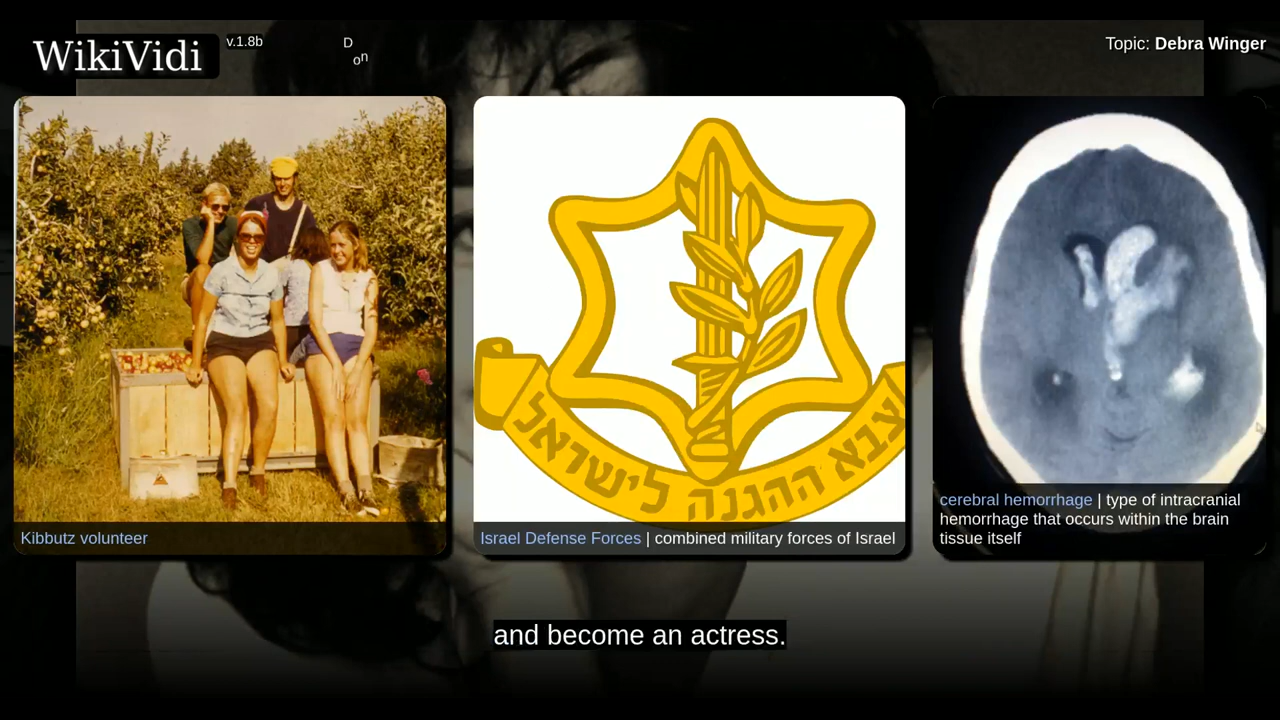 WikiVidi
v.1.8b
D
on
Topic: Debra Winger
צבא ההגנה לישראל
Kibbutz volunteer
Israel Defense Forces | combined military forces of Israel
cerebral hemorrhage | type of intracranial
hemorrhage that occurs within the brain
tissue itself
and become an actress.